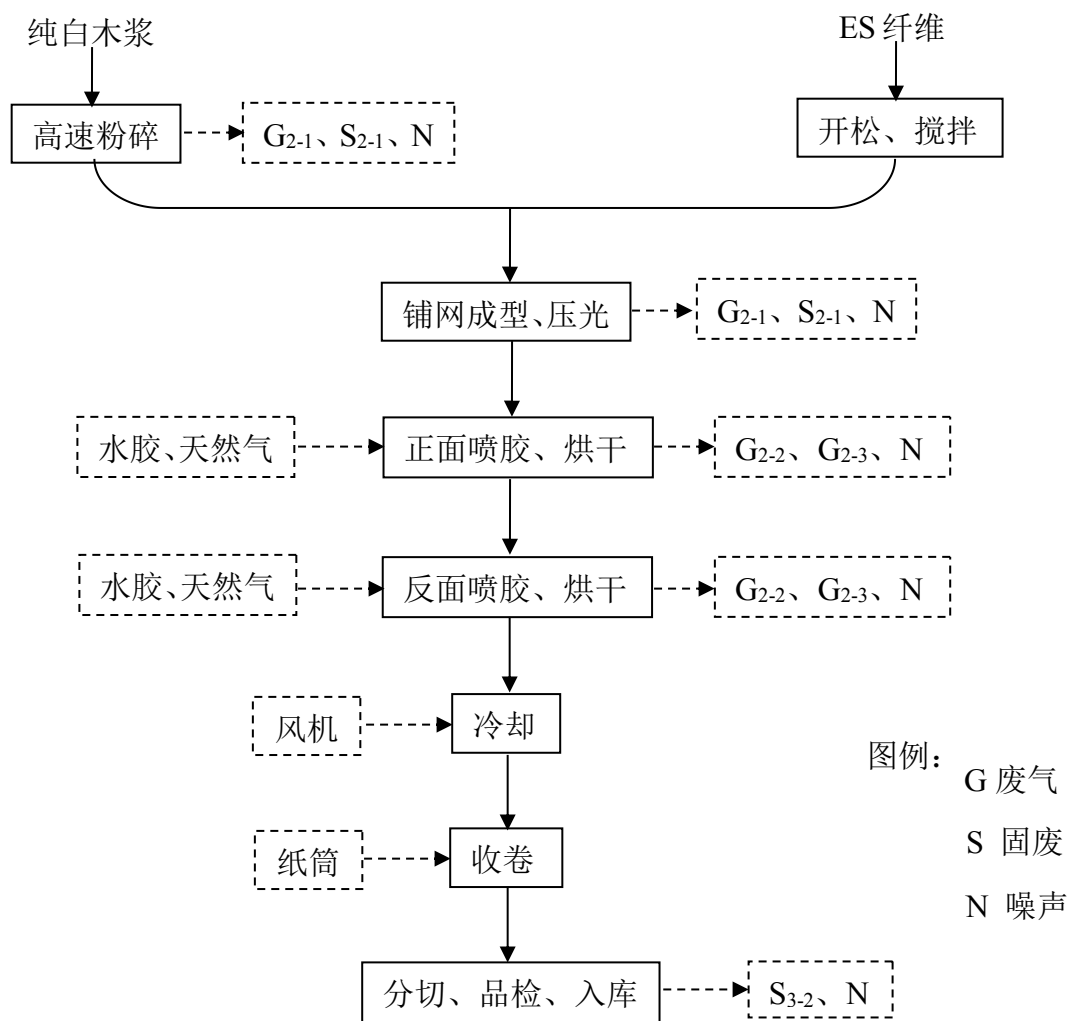 纯白木浆
ES 纤维
高速粉碎
G2-1、S2-1、N
开松、搅拌
铺网成型、压光
G2-1、S2-1、N
水胶、天然气
正面喷胶、烘干
G2-2、G2-3、N
水胶、天然气
反面喷胶、烘干
G2-2、G2-3、N
风机
冷却
图例：
G 废气
纸筒
收卷
S 固废
N 噪声
分切、品检、入库
S3-2、N